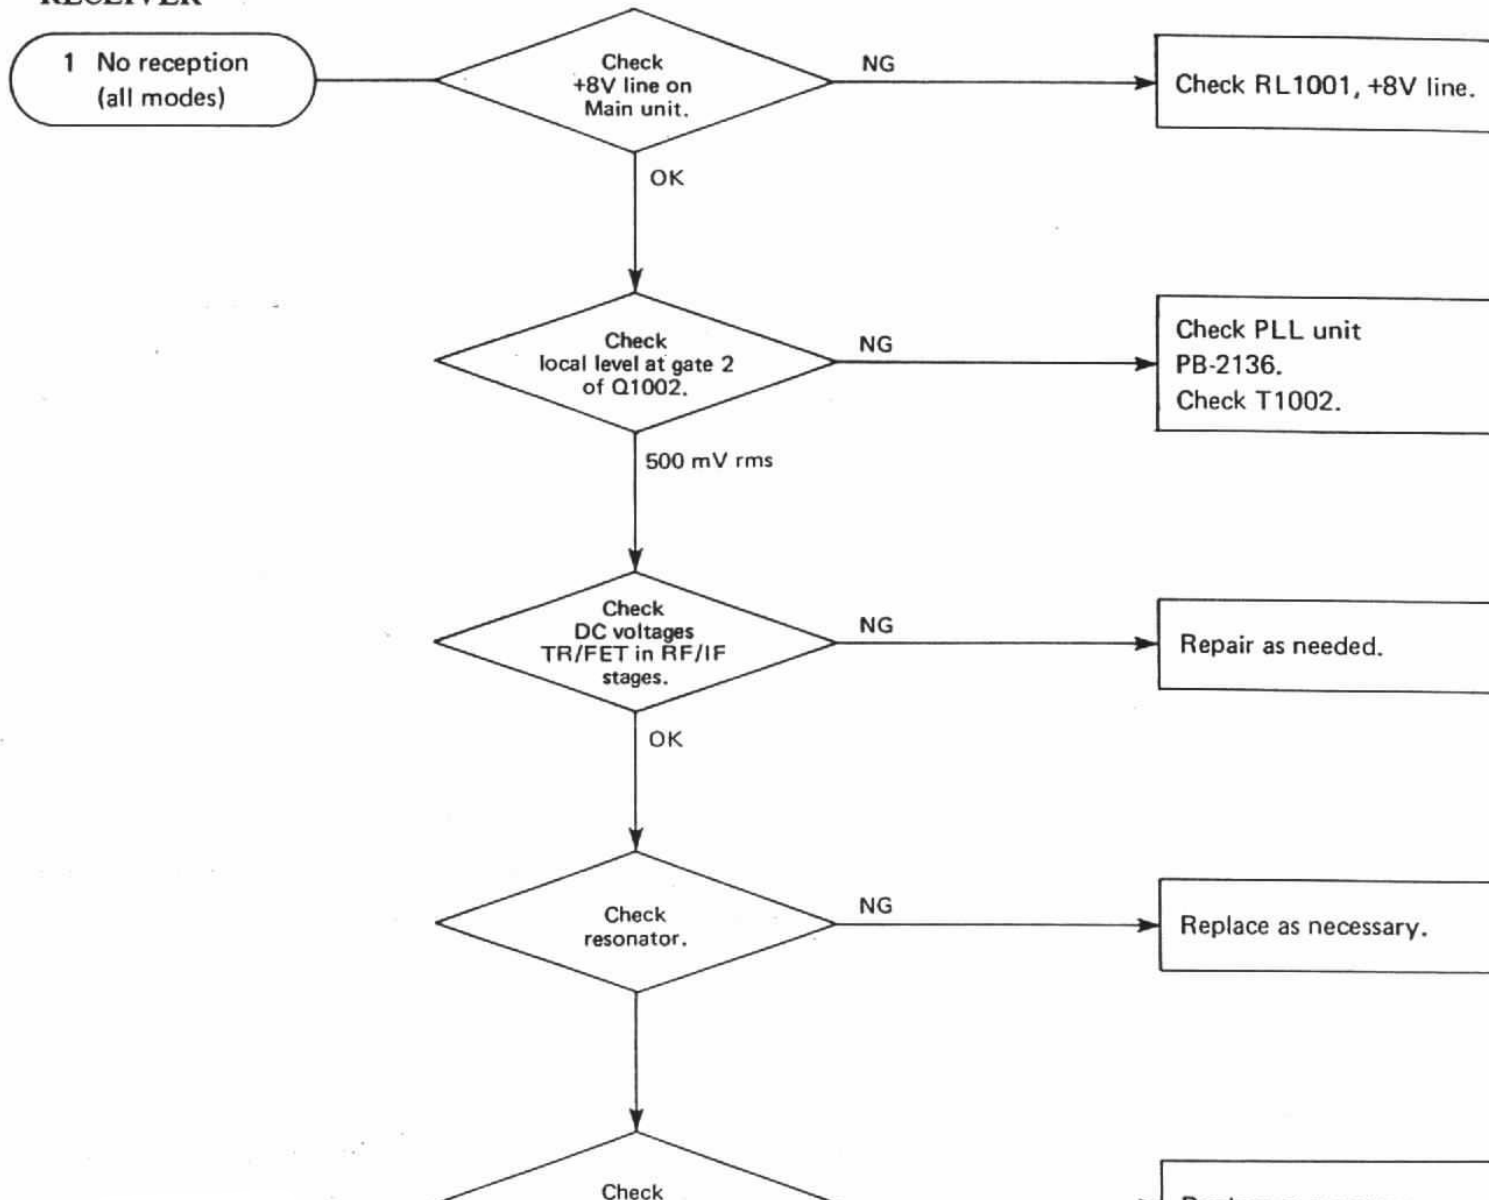 RECEIVER
1 No reception
(all modes)
Check
+8V line on
Main unit.
NG
Check RL1001, +8V line.
OK
Check
local level at gate 2
of Q1002.
NG
Check PLL unit
PB-2136.
Check T1002.
500 mV rms
Check
DC voltages
TR/FET in RF/IF
stages.
NG
Repair as needed.
OK
Check
resonator.
NG
Replace as necessary.
Check